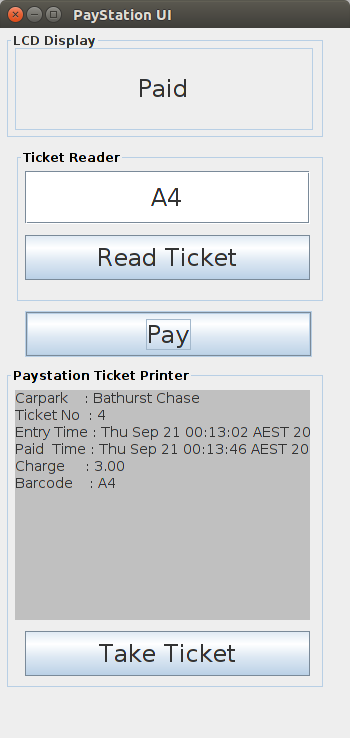 PayStation UI
LCD Display
Paid
Ticket Reader
A4
Read Ticket
Pay
Paystation Ticket Printer
Carpark : Bathurst Chase
Ticket No : 4
Entry Time : Thu Sep 21 00:13:02 AEST 20
Paid Time : Thu Sep 21 00:13:46 AEST 20
Charge : 3.00
Barcode : A4
Take Ticket